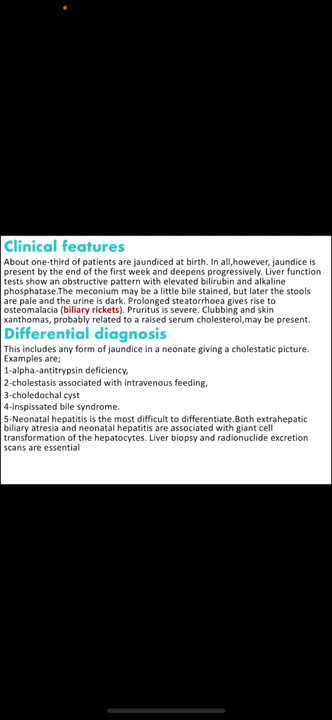 Clinical features
About one-third of patients are jaundiced at birth. In all,however, jaundice is
present by the end of the first week and deepens progressively. Liver function
tests show an obstructive pattern with elevated bilirubin and alkaline
phosphatase.The meconium may be a little bile stained, but later the stools
are pale and the urine is dark. Prolonged steatorrhoea gives rise to
osteomalacia (biliary rickets). Pruritus is severe. Clubbing and skin
xanthomas, probably related to a raised serum cholesterol,may be present.
Differential diagnosis
This includes any form of jaundice in a neonate giving a cholestatic picture.
Examples are;
1-alpha.-antitrypsin deficiency,
2-cholestasis associated with intravenous feeding,
3-choledochal cyst
4-inspissated bile syndrome.
5-Neonatal hepatitis is the most difficult to differentiate.Both extrahepatic
biliary atresia and neonatal hepatitis are associated with giant cell
transformation of the hepatocytes. Liver biopsy and radionuclide excretion
scans are essential